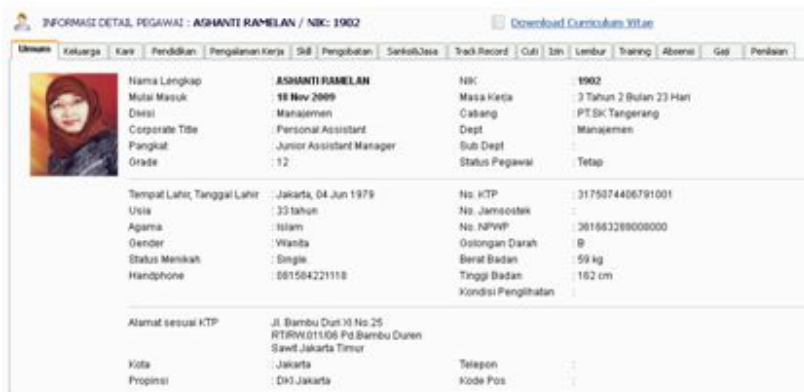 INFORMASI DETAIL PEGAWAI : ASHANTI RAMELAN / NIK: 1902
Download Curriculum Vitae
Umum Keluarga Karir Pendidikan Pengalaman Kerja Skill Pengobatan Sanksi&Jasa Track Record Cuti Izin Lembur Training Absensi Gaji Penilaian
Nama Lengkap : ASHANTI RAMELAN NIK : 1902
Mulai Masuk : 18 Nov 2009 Masa Kerja : 3 Tahun 2 Bulan 23 Hari
Divisi : Manajemen Cabang : PT.SK Tangerang
Corporate Title : Personal Assistant Dept : Manajemen
Pangkat : Junior Assistant Manager Sub Dept :
Grade : 12 Status Pegawai : Tetap
Tempat Lahir, Tanggal Lahir : Jakarta, 04 Jun 1979 No. KTP : 3175074406791001
Usia : 33 tahun No. Jamsostek :
Agama : Islam No. NPWP : 361663289008000
Gender : Wanita Golongan Darah : B
Status Menikah : Single. Berat Badan : 59 kg
Handphone : 081584221118 Tinggi Badan : 162 cm
Kondisi Penglihatan :
Alamat sesuai KTP Jl. Bambu Duri XI No.25
RT/RW.011/06 Pd.Bambu Duren
Sawit Jakarta Timur
Kota : Jakarta Telepon :
Propinsi : DKI Jakarta Kode Pos :